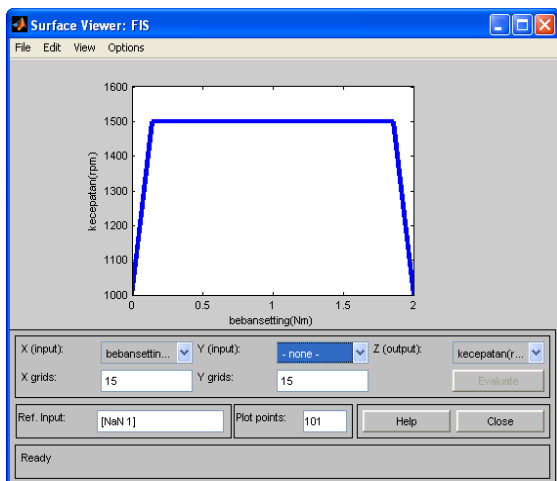 Surface Viewer: FIS
File Edit View Options
1600
1500
1400
1300
1200
1100
1000
kecepatan(rpm)
0 0.5 1 1.5 2
bebansetting(Nm)
X (input): bebansettin... Y (input): - none - Z (output): kecepatan(r...
X grids: 15 Y grids: 15 Evaluate
Ref. Input: [NaN 1] Plot points: 101 Help Close
Ready